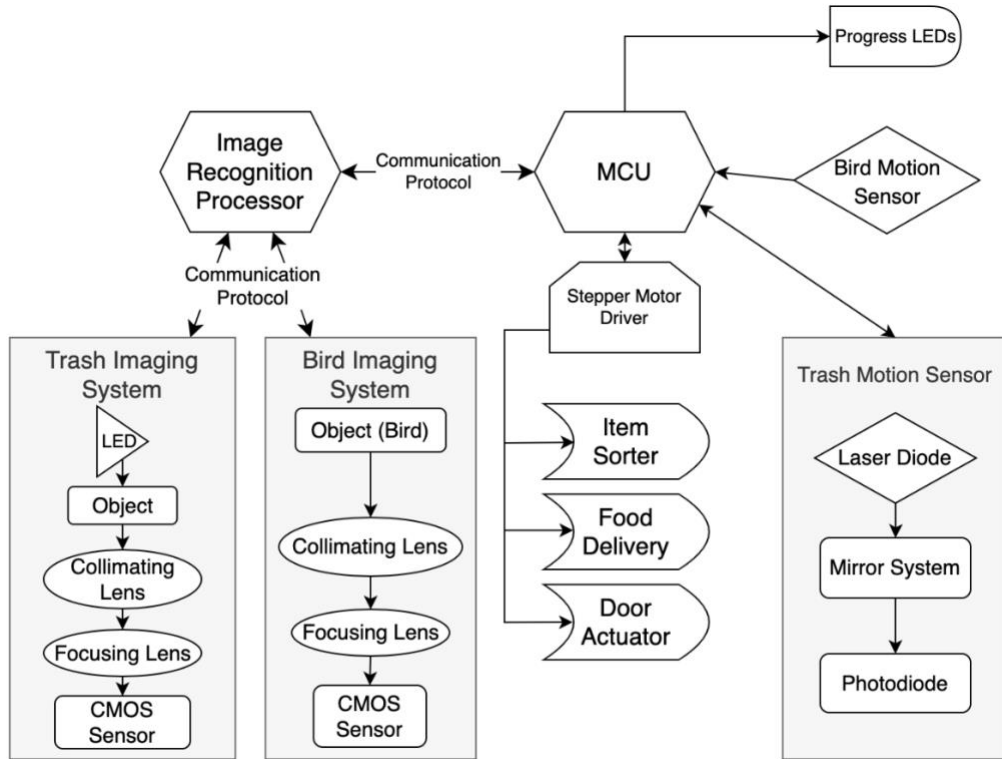 Progress LEDs
Image
Recognition
Processor
Communication
Protocol
MCU
Bird Motion
Sensor
Communication
Protocol
Stepper Motor
Driver
Trash Imaging
System
LED
Object
Collimating
Lens
Focusing Lens
CMOS
Sensor
Bird Imaging
System
Object (Bird)
Collimating Lens
Focusing Lens
CMOS
Sensor
Item
Sorter
Food
Delivery
Door
Actuator
Trash Motion Sensor
Laser Diode
Mirror System
Photodiode